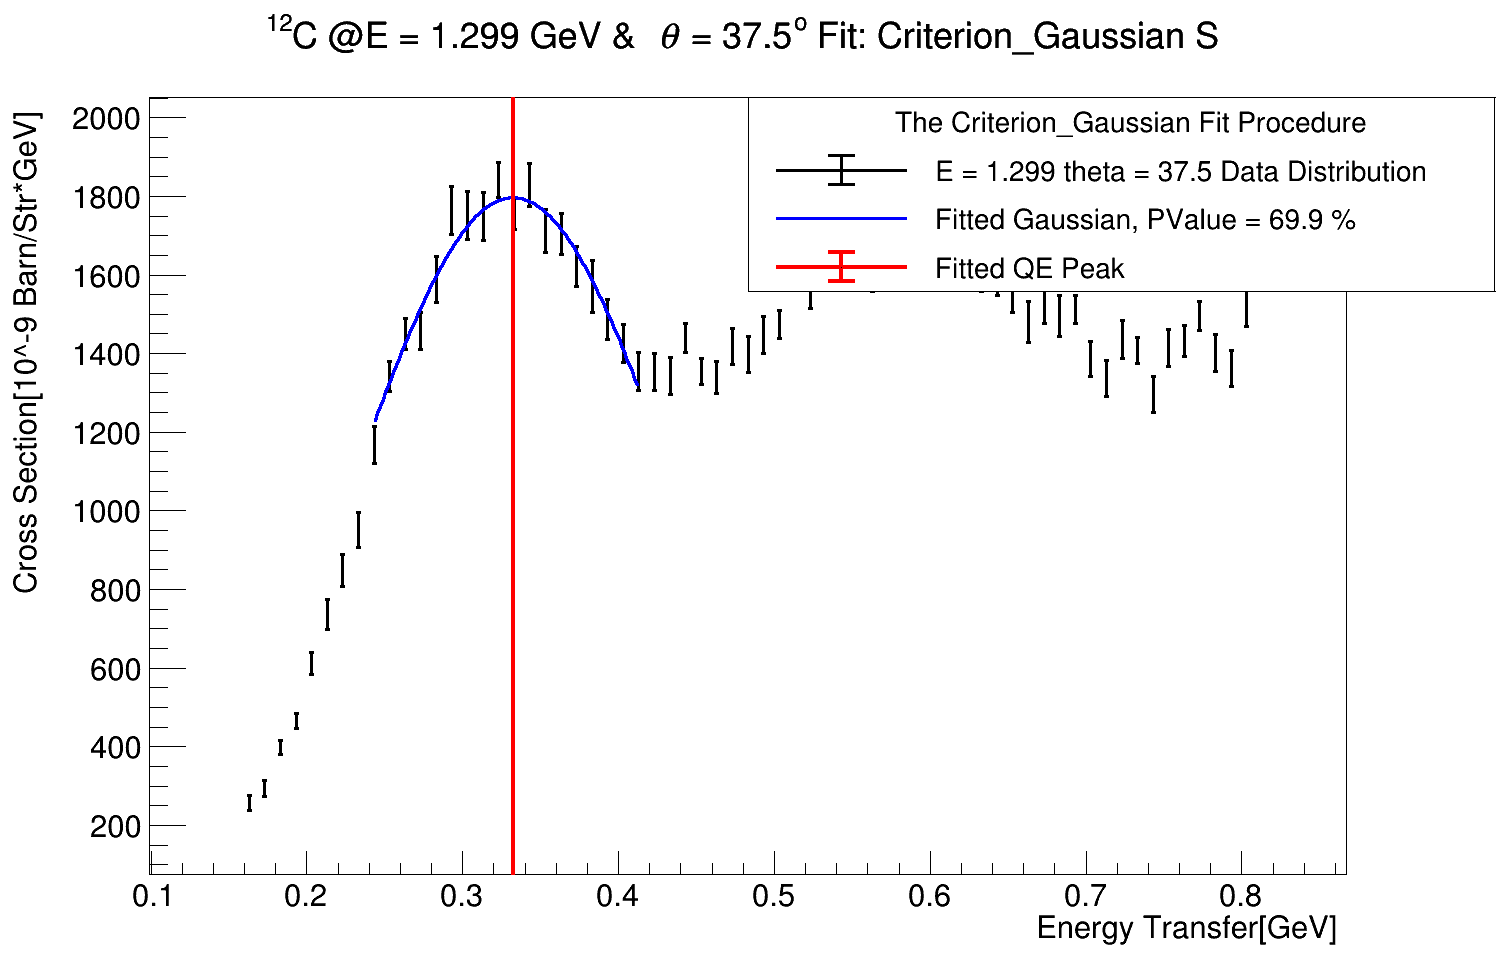 ¹²C @E = 1.299 GeV & θ = 37.5° Fit: Criterion_Gaussian S
The Criterion_Gaussian Fit Procedure
E = 1.299 theta = 37.5 Data Distribution
Fitted Gaussian, PValue = 69.9 %
Fitted QE Peak
Cross Section[10^-9 Barn/Str*GeV]
2000
1800
1600
1400
1200
1000
800
600
400
200
0.1 0.2 0.3 0.4 0.5 0.6 0.7 0.8
Energy Transfer[GeV]